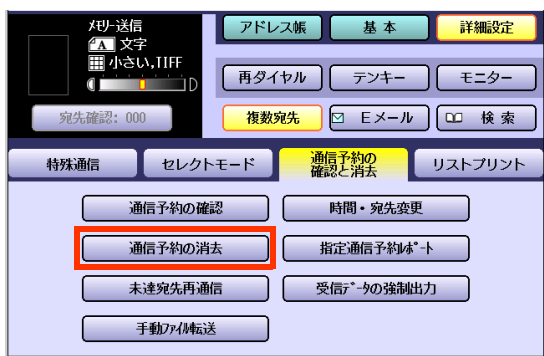 ﾒﾓﾘｰ送信
A 文字
小さい,TIFF
D
宛先確認: 000
アドレス帳
基本
詳細設定
再ダイヤル
テンキー
モニター
複数宛先
Eメール
検索
特殊通信
セレクトモード
通信予約の
確認と消去
リストプリント
通信予約の確認
時間・宛先変更
通信予約の消去
指定通信予約ﾚﾎﾟｰﾄ
未達宛先再通信
受信ﾃﾞｰﾀの強制出力
手動ﾌｧｲﾙ転送